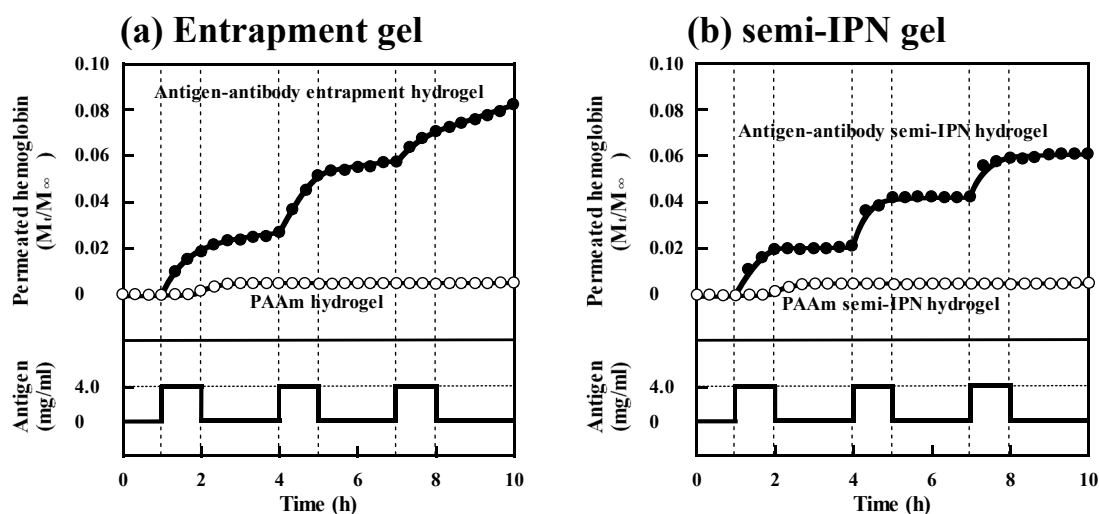 (a) Entrapment gel
0.10
0.08
0.06
0.04
0.02
0
Permeated hemoglobin
(Mₜ/M∞)
Antigen-antibody entrapment hydrogel
PAAm hydrogel
4.0
0
Antigen
(mg/ml)
0 2 4 6 8 10
Time (h)
(b) semi-IPN gel
0.10
0.08
0.06
0.04
0.02
0
Permeated hemoglobin
(Mₜ/M∞)
Antigen-antibody semi-IPN hydrogel
PAAm semi-IPN hydrogel
4.0
0
Antigen
(mg/ml)
0 2 4 6 8 10
Time (h)